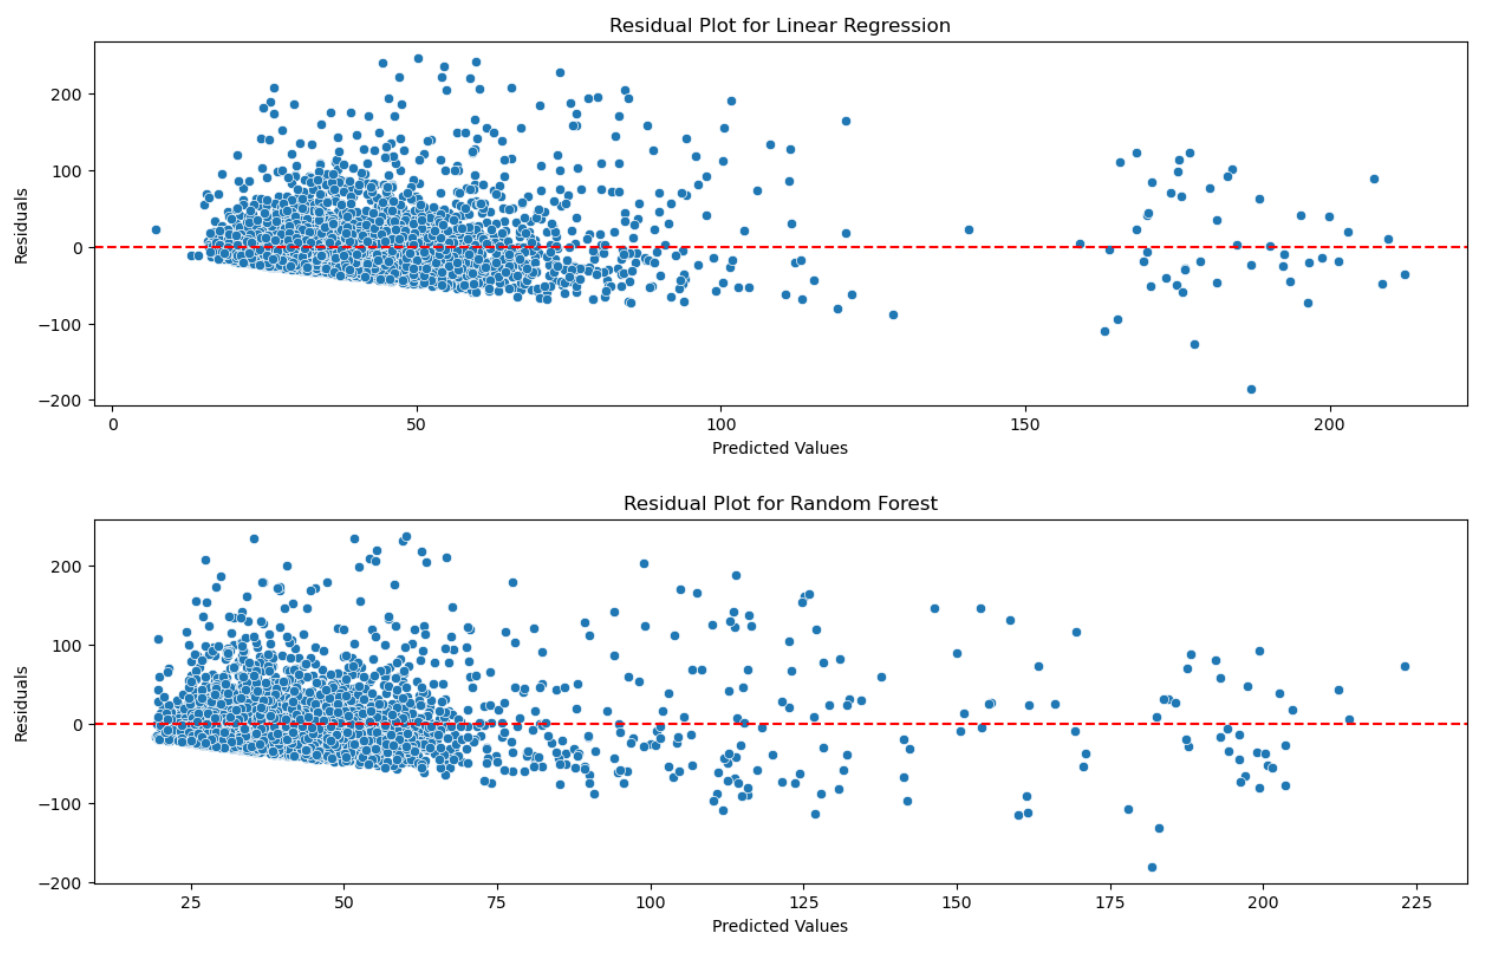 Residual Plot for Linear Regression
200
100
0
−100
−200
Residuals
0 50 100 150 200
Predicted Values
Residual Plot for Random Forest
200
100
0
−100
−200
Residuals
25 50 75 100 125 150 175 200 225
Predicted Values